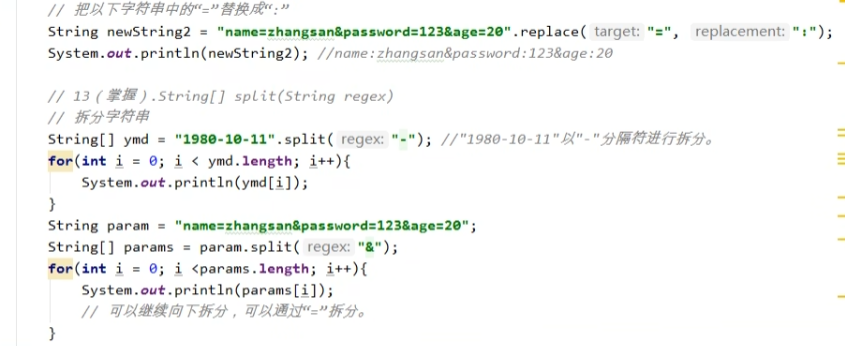 // 把以下字符串中的“=”替换成“:”
String newString2 = "name=zhangsan&password=123&age=20".replace( target: "=", replacement: ":");
System.out.println(newString2); //name:zhangsan&password:123&age:20
// 13（掌握）.String[] split(String regex)
// 拆分字符串
String[] ymd = "1980-10-11".split( regex: "-"); //"1980-10-11"以"-"分隔符进行拆分。
for(int i = 0; i < ymd.length; i++){
System.out.println(ymd[i]);
}
String param = "name=zhangsan&password=123&age=20";
String[] params = param.split( regex: "&");
for(int i = 0; i <params.length; i++){
System.out.println(params[i]);
// 可以继续向下拆分，可以通过“=”拆分。
}